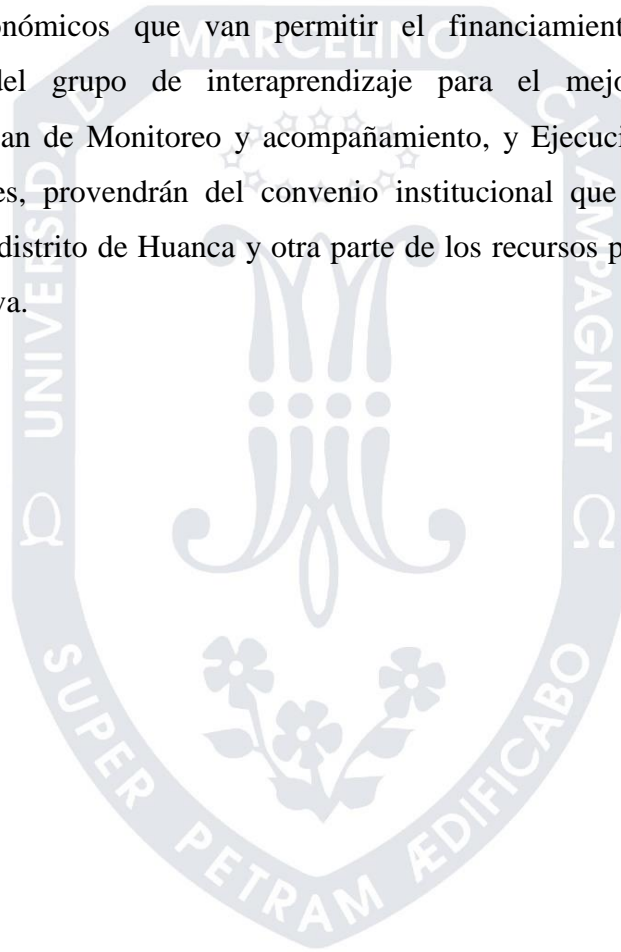 onómicos que van permitir el financiamient
del grupo de interaprendizaje para el mejo
an de Monitoreo y acompañamiento, y Ejecuci
es, provendrán del convenio institucional que
distrito de Huanca y otra parte de los recursos p
va.
UNIVERSIDAD
MARCELINO
CHAMPAGNAT
SUPER PETRAM ÆDIFICABO